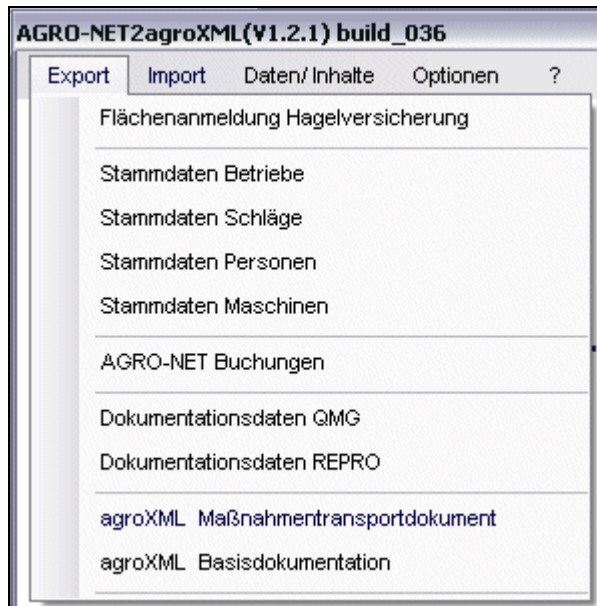 AGRO-NET2agroXML(V1.2.1) build_036
Export Import Daten/Inhalte Optionen ?
Flächenanmeldung Hagelversicherung
Stammdaten Betriebe
Stammdaten Schläge
Stammdaten Personen
Stammdaten Maschinen
AGRO-NET Buchungen
Dokumentationsdaten QMG
Dokumentationsdaten REPRO
agroXML Maßnahmentransportdokument
agroXML Basisdokumentation